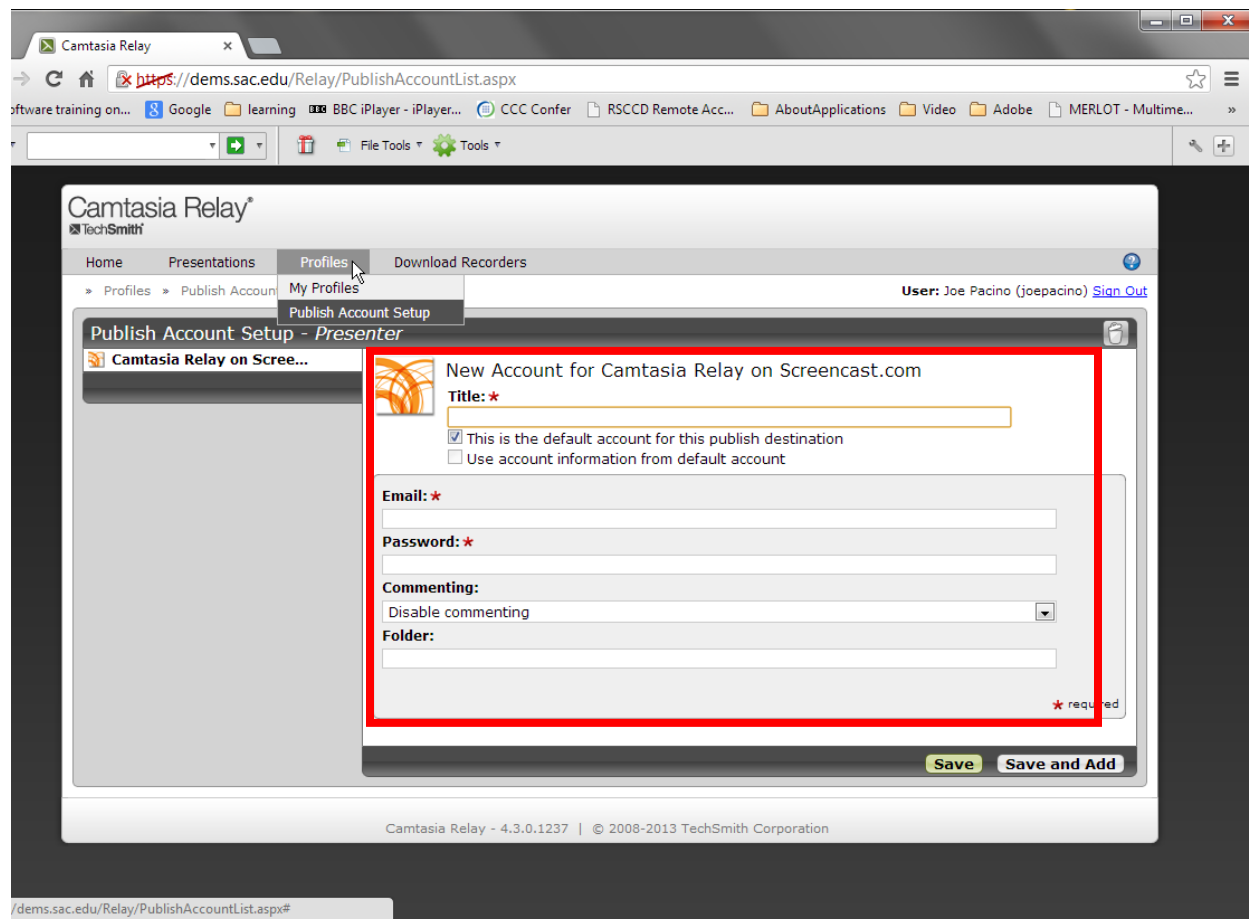 Camtasia Relay ×
https://dems.sac.edu/Relay/PublishAccountList.aspx
oftware training on... Google learning BBC iPlayer - iPlayer... CCC Confer RSCCD Remote Acc... AboutApplications Video Adobe MERLOT - Multime... »
File Tools ▾ Tools ▾
Camtasia Relay®
TechSmith®
Home Presentations Profiles Download Recorders
» Profiles » Publish Accoun
User: Joe Pacino (joepacino) Sign Out
My Profiles
Publish Account Setup
Publish Account Setup - Presenter
Camtasia Relay on Scree...
New Account for Camtasia Relay on Screencast.com
Title: *
This is the default account for this publish destination
Use account information from default account
Email: *
Password: *
Commenting:
Disable commenting
Folder:
* required
Save Save and Add
Camtasia Relay - 4.3.0.1237 | © 2008-2013 TechSmith Corporation
/dems.sac.edu/Relay/PublishAccountList.aspx#